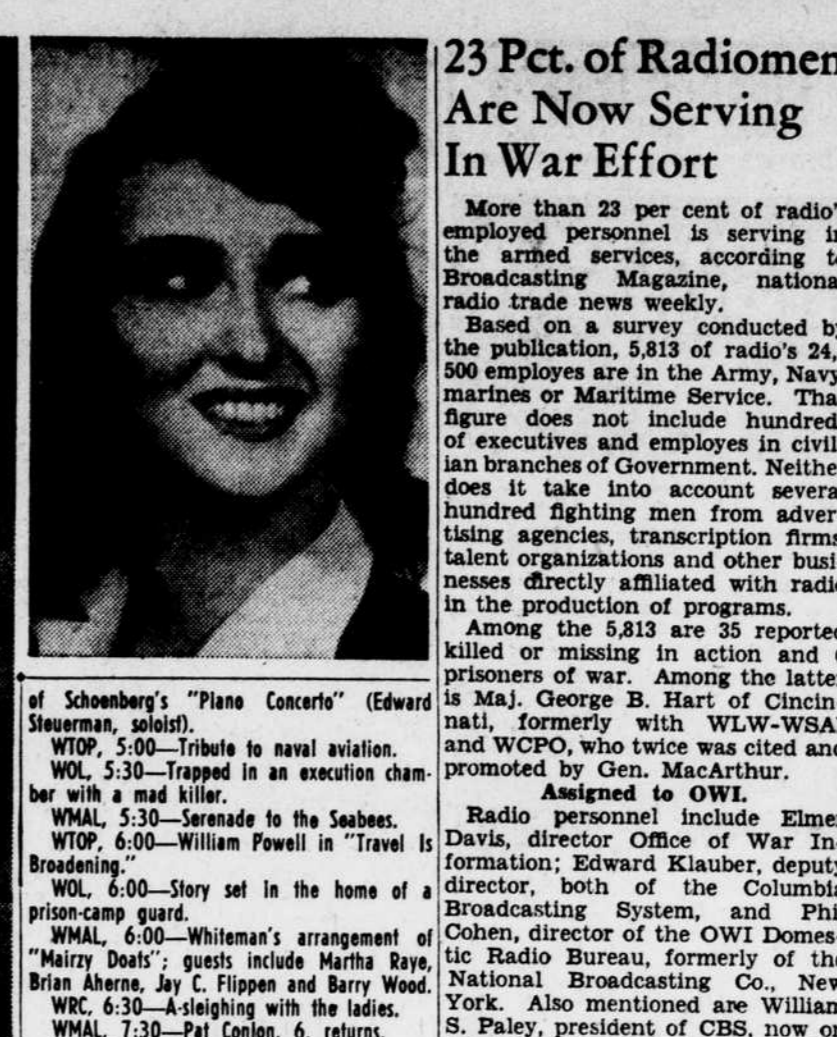 of Schoenberg's "Piano Concerto" (Edward
Steuerman, soloist).
WTOP, 5:00—Tribute to naval aviation.
WOL, 5:30—Trapped in an execution cham-
ber with a mad killer.
WMAL, 5:30—Serenade to the Seabees.
WTOP, 6:00—William Powell in "Travel Is
Broadening."
WOL, 6:00—Story set in the home of a
prison-camp guard.
WMAL, 6:00—Whiteman's arrangement of
"Mairzy Doats"; guests include Martha Raye,
Brian Aherne, Jay C. Flippen and Barry Wood.
WRC, 6:30—A-sleighing with the ladies.
WMAL, 7:30—Pat Conlon, 6, returns.
23 Pct. of Radiomen
Are Now Serving
In War Effort
More than 23 per cent of radio'
employed personnel is serving i
the armed services, according t
Broadcasting Magazine, nationa
radio trade news weekly.
Based on a survey conducted b
the publication, 5,813 of radio's 24,
500 employes are in the Army, Navy
marines or Maritime Service. Tha
figure does not include hundred
of executives and employes in civil
ian branches of Government. Neithe
does it take into account severa
hundred fighting men from adver
tising agencies, transcription firms
talent organizations and other busi
nesses directly affiliated with radi
in the production of programs.
Among the 5,813 are 35 reported
killed or missing in action and
prisoners of war. Among the latter
is Maj. George B. Hart of Cincin
nati, formerly with WLW-WSA
and WCPO, who twice was cited and
promoted by Gen. MacArthur.
Assigned to OWI.
Radio personnel include Elmer
Davis, director Office of War In-
formation; Edward Klauber, deputy
director, both of the Columbia
Broadcasting System, and Phi
Cohen, director of the OWI Domes-
tic Radio Bureau, formerly of the
National Broadcasting Co., New
York. Also mentioned are William
S. Paley, president of CBS, now on